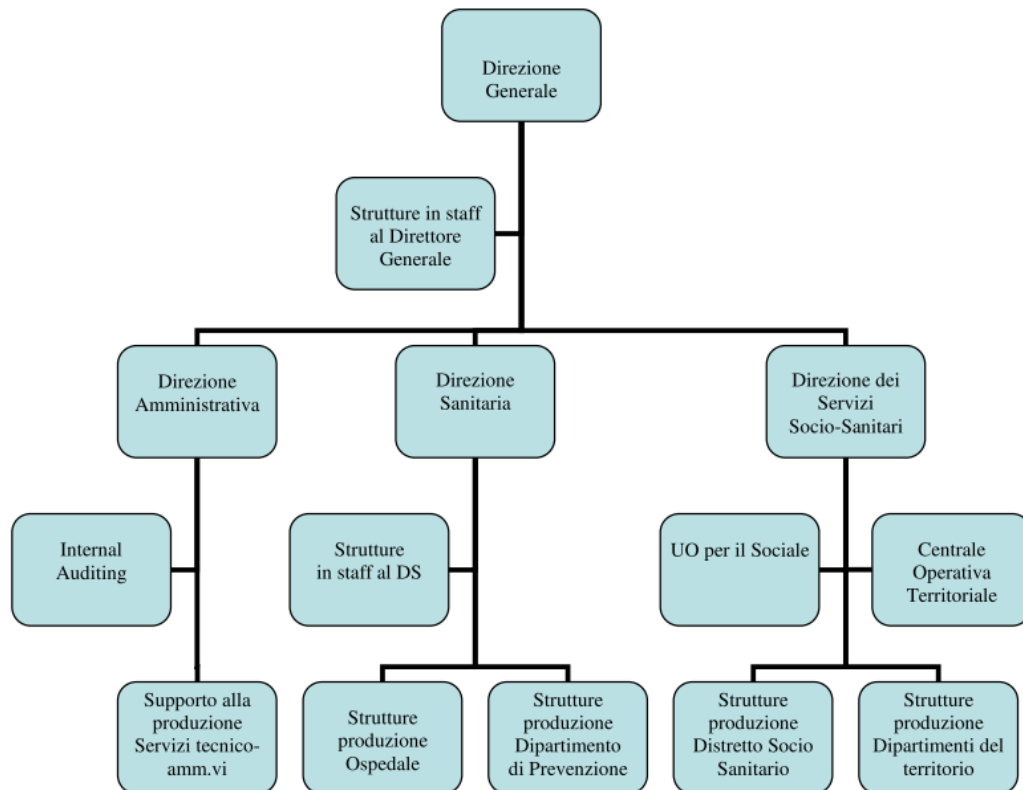 Direzione
Generale
Strutture in staff
al Direttore
Generale
Direzione
Amministrativa
Direzione
Sanitaria
Direzione dei
Servizi
Socio-Sanitari
Internal
Auditing
Strutture
in staff al DS
UO per il Sociale
Centrale
Operativa
Territoriale
Supporto alla
produzione
Servizi tecnico-
amm.vi
Strutture
produzione
Ospedale
Strutture
produzione
Dipartimento
di Prevenzione
Strutture
produzione
Distretto Socio
Sanitario
Strutture
produzione
Dipartimenti del
territorio